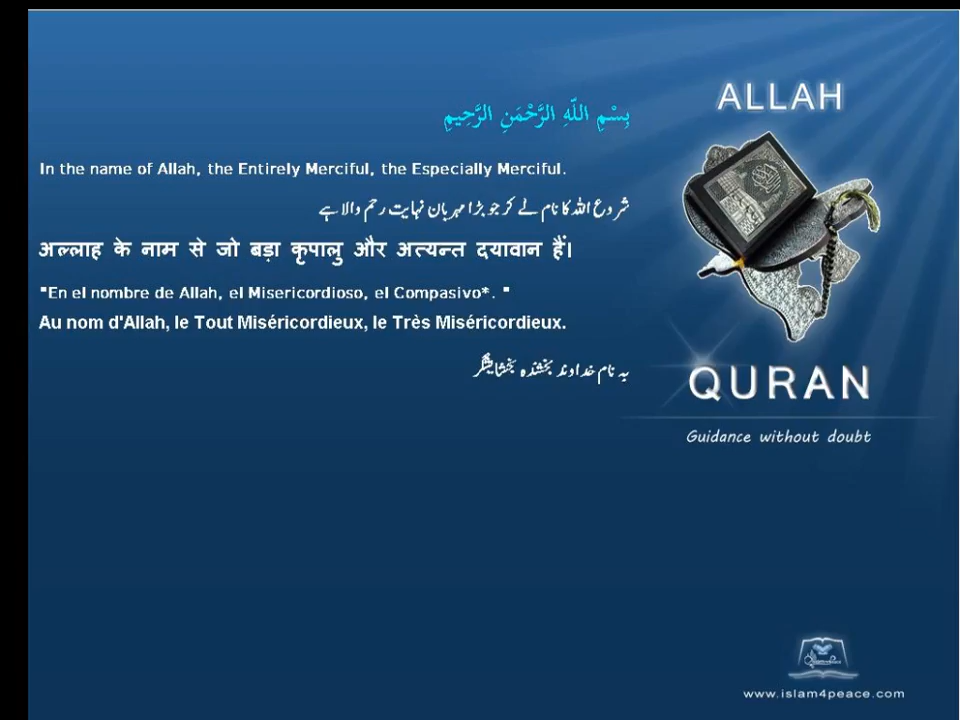 بِسْمِ اللَّهِ الرَّحْمَنِ الرَّحِيمِ
In the name of Allah, the Entirely Merciful, the Especially Merciful.
شروع اللہ کا نام لے کر جو بڑا مہربان نہایت رحم والا ہے
अल्लाह के नाम से जो बड़ा कृपालु और अत्यन्त दयावान हैं।
"En el nombre de Allah, el Misericordioso, el Compasivo*. "
Au nom d'Allah, le Tout Miséricordieux, le Très Miséricordieux.
به نام خداوند بخشنده بخشایشگر
ALLAH
QURAN
Guidance without doubt
www.islam4peace.com